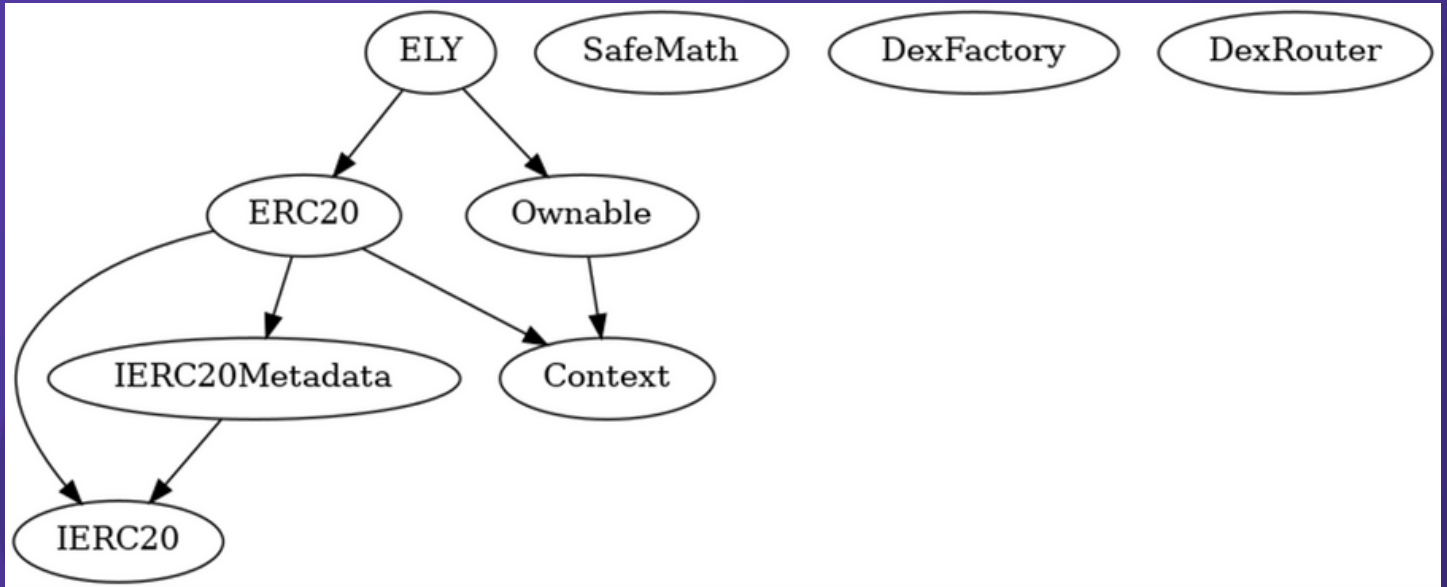 ELY
SafeMath
DexFactory
DexRouter
ERC20
Ownable
IERC20Metadata
Context
IERC20